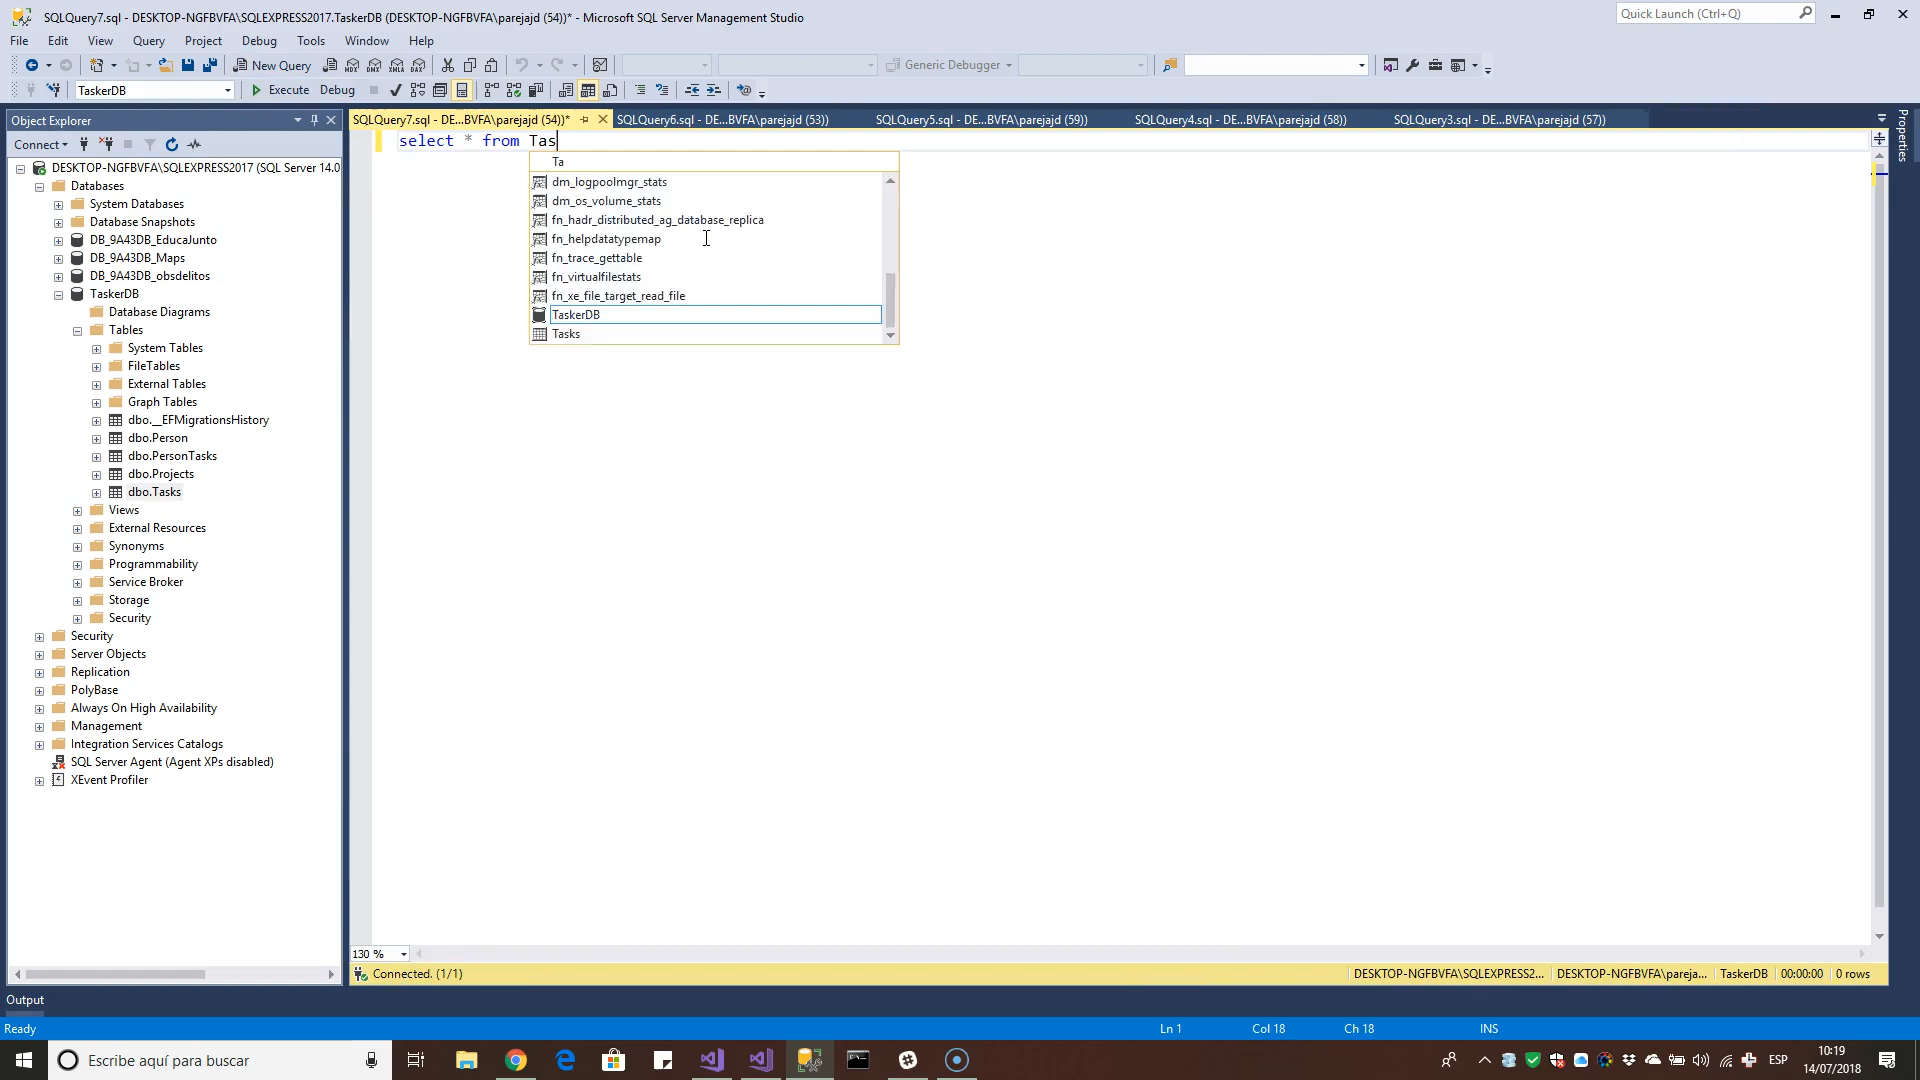 SQLQuery7.sql - DESKTOP-NGFBVFA\SQLEXPRESS2017.TaskerDB (DESKTOP-NGFBVFA\parejajd (54))* - Microsoft SQL Server Management Studio
Quick Launch (Ctrl+Q)
File Edit View Query Project Debug Tools Window Help
New Query
MDX DMX XMLA DAX
Generic Debugger
TaskerDB
Execute Debug
Object Explorer
SQLQuery7.sql - DE...BVFA\parejajd (54))*
SQLQuery6.sql - DE...BVFA\parejajd (53))
SQLQuery5.sql - DE...BVFA\parejajd (59))
SQLQuery4.sql - DE...BVFA\parejajd (58))
SQLQuery3.sql - DE...BVFA\parejajd (57))
Properties
Connect
DESKTOP-NGFBVFA\SQLEXPRESS2017 (SQL Server 14.0
Databases
System Databases
Database Snapshots
DB_9A43DB_EducaJunto
DB_9A43DB_Maps
DB_9A43DB_obsdelitos
TaskerDB
Database Diagrams
Tables
System Tables
FileTables
External Tables
Graph Tables
dbo.__EFMigrationsHistory
dbo.Person
dbo.PersonTasks
dbo.Projects
dbo.Tasks
Views
External Resources
Synonyms
Programmability
Service Broker
Storage
Security
Security
Server Objects
Replication
PolyBase
Always On High Availability
Management
Integration Services Catalogs
SQL Server Agent (Agent XPs disabled)
XEvent Profiler
select * from Tas
Ta
dm_logpoolmgr_stats
dm_os_volume_stats
fn_hadr_distributed_ag_database_replica
fn_helpdatatypemap
fn_trace_gettable
fn_virtualfilestats
fn_xe_file_target_read_file
TaskerDB
Tasks
130 %
Connected. (1/1)
DESKTOP-NGFBVFA\SQLEXPRESS2...
DESKTOP-NGFBVFA\pareja...
TaskerDB
00:00:00
0 rows
Output
Ready
Ln 1
Col 18
Ch 18
INS
Escribe aquí para buscar
ESP
10:19
14/07/2018